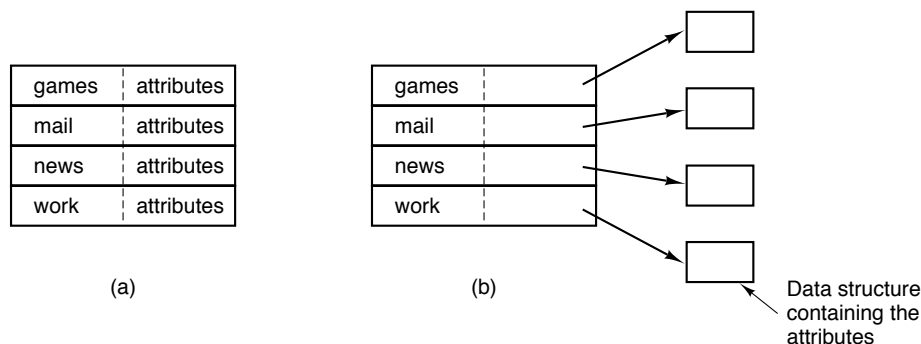 games attributes
mail attributes
news attributes
work attributes
(a)
games
mail
news
work
(b)
Data structure
containing the
attributes